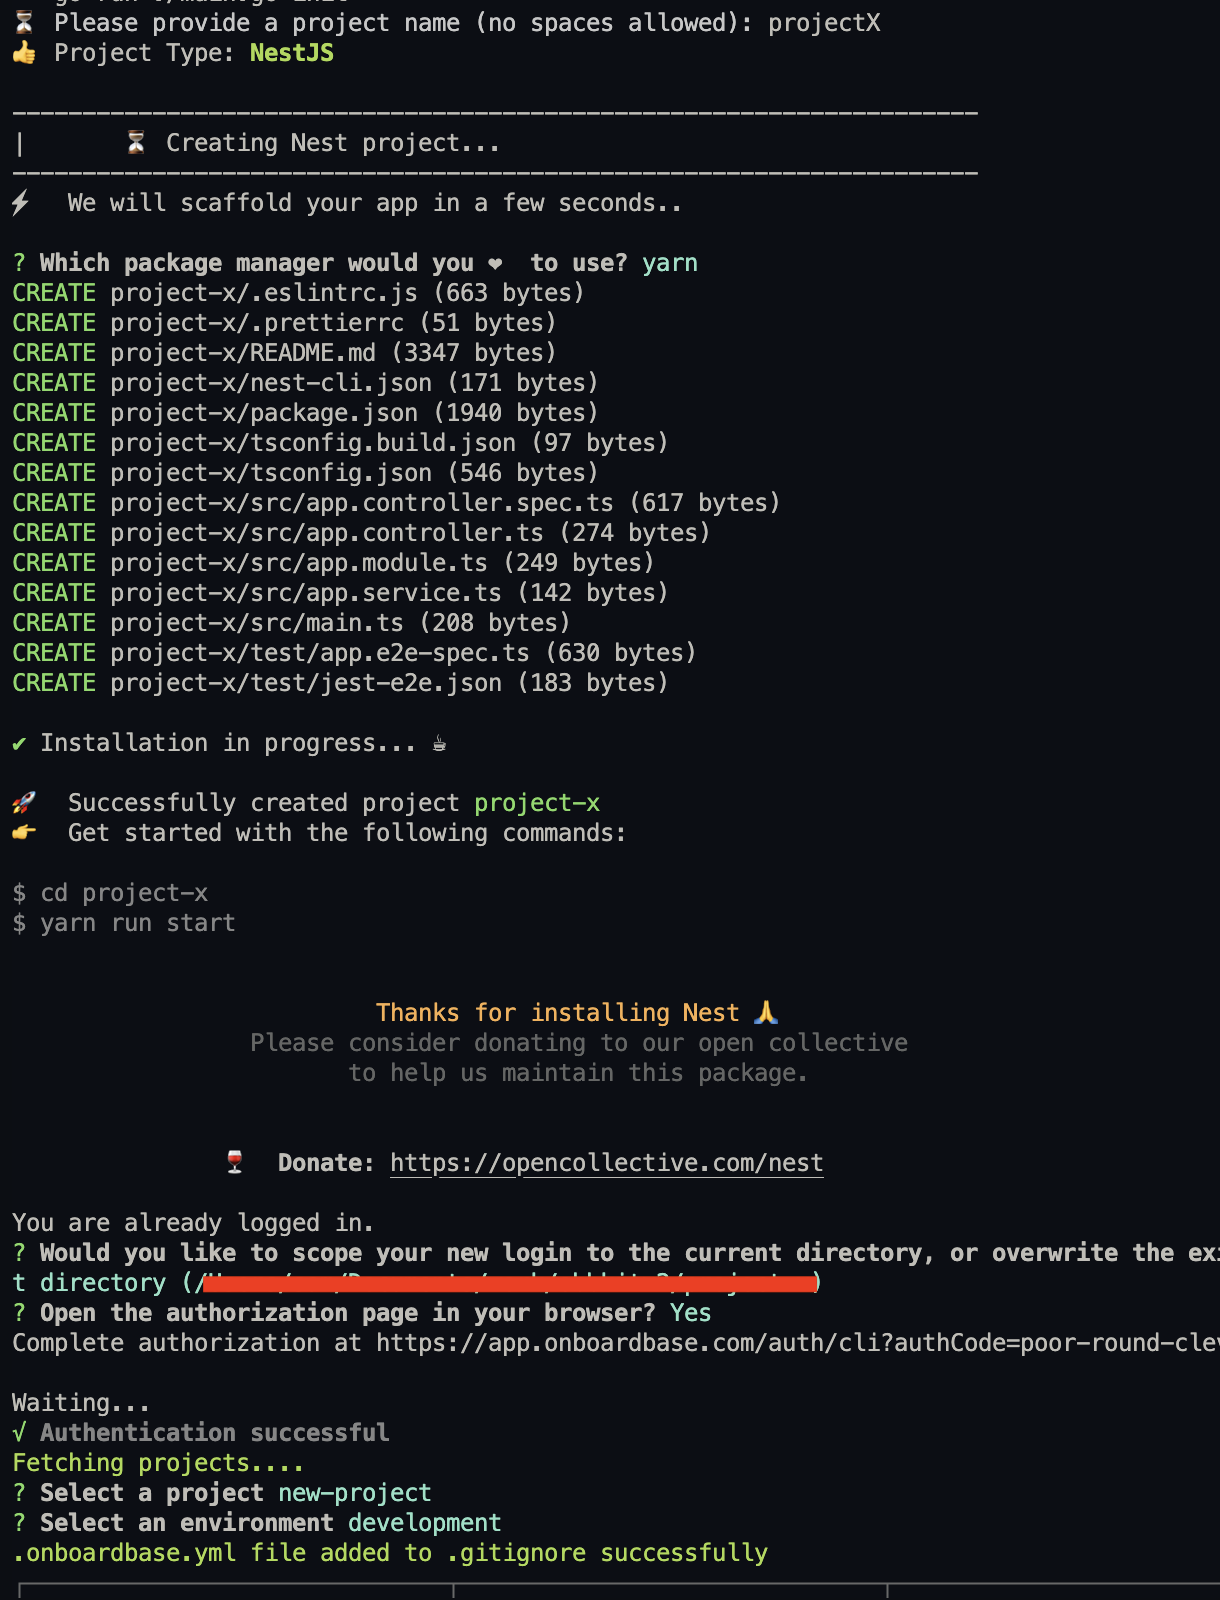 ⏳ Please provide a project name (no spaces allowed): projectX
👍 Project Type: NestJS
---------------------------------------------------------------------
|       ⏳ Creating Nest project...
---------------------------------------------------------------------
⚡  We will scaffold your app in a few seconds..
? Which package manager would you ❤  to use? yarn
CREATE project-x/.eslintrc.js (663 bytes)
CREATE project-x/.prettierrc (51 bytes)
CREATE project-x/README.md (3347 bytes)
CREATE project-x/nest-cli.json (171 bytes)
CREATE project-x/package.json (1940 bytes)
CREATE project-x/tsconfig.build.json (97 bytes)
CREATE project-x/tsconfig.json (546 bytes)
CREATE project-x/src/app.controller.spec.ts (617 bytes)
CREATE project-x/src/app.controller.ts (274 bytes)
CREATE project-x/src/app.module.ts (249 bytes)
CREATE project-x/src/app.service.ts (142 bytes)
CREATE project-x/src/main.ts (208 bytes)
CREATE project-x/test/app.e2e-spec.ts (630 bytes)
CREATE project-x/test/jest-e2e.json (183 bytes)
✔ Installation in progress... ☕
🚀  Successfully created project project-x
👉  Get started with the following commands:
$ cd project-x
$ yarn run start
Thanks for installing Nest 🙏
Please consider donating to our open collective
to help us maintain this package.
🍷  Donate: https://opencollective.com/nest
You are already logged in.
? Would you like to scope your new login to the current directory, or overwrite the exi
t directory (/ )
? Open the authorization page in your browser? Yes
Complete authorization at https://app.onboardbase.com/auth/cli?authCode=poor-round-clev
Waiting...
√ Authentication successful
Fetching projects....
? Select a project new-project
? Select an environment development
.onboardbase.yml file added to .gitignore successfully